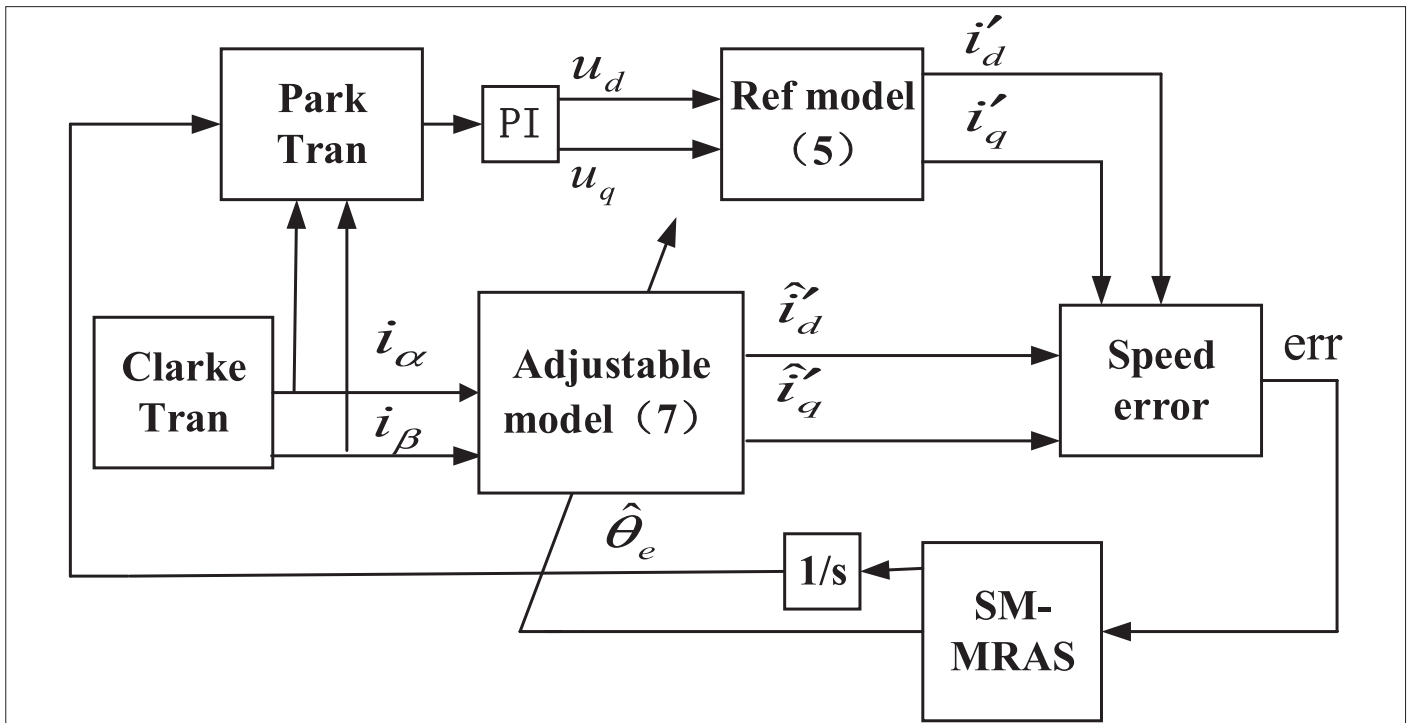 Park
Tran
PI
u_d
u_q
Ref model
（5）
i′_d
i′_q
Clarke
Tran
i_α
i_β
Adjustable
model（7）
î′_d
î′_q
Speed
error
err
θ̂_e
1/s
SM-
MRAS